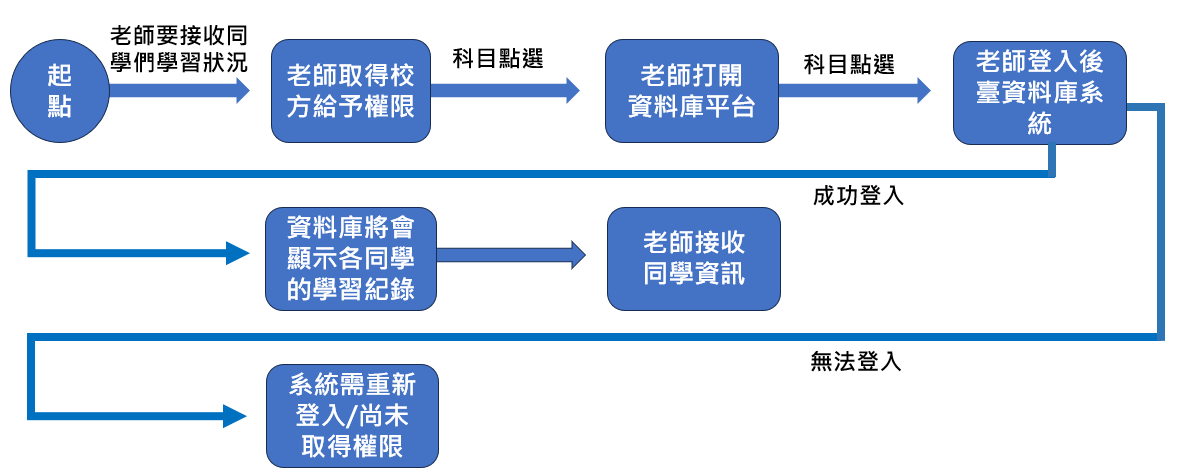 起
點
老師要接收同
學們學習狀況
老師取得校
方給予權限
科目點選
老師打開
資料庫平台
科目點選
老師登入後
臺資料庫系
統
成功登入
資料庫將會
顯示各同學
的學習紀錄
老師接收
同學資訊
無法登入
系統需重新
登入/尚未
取得權限